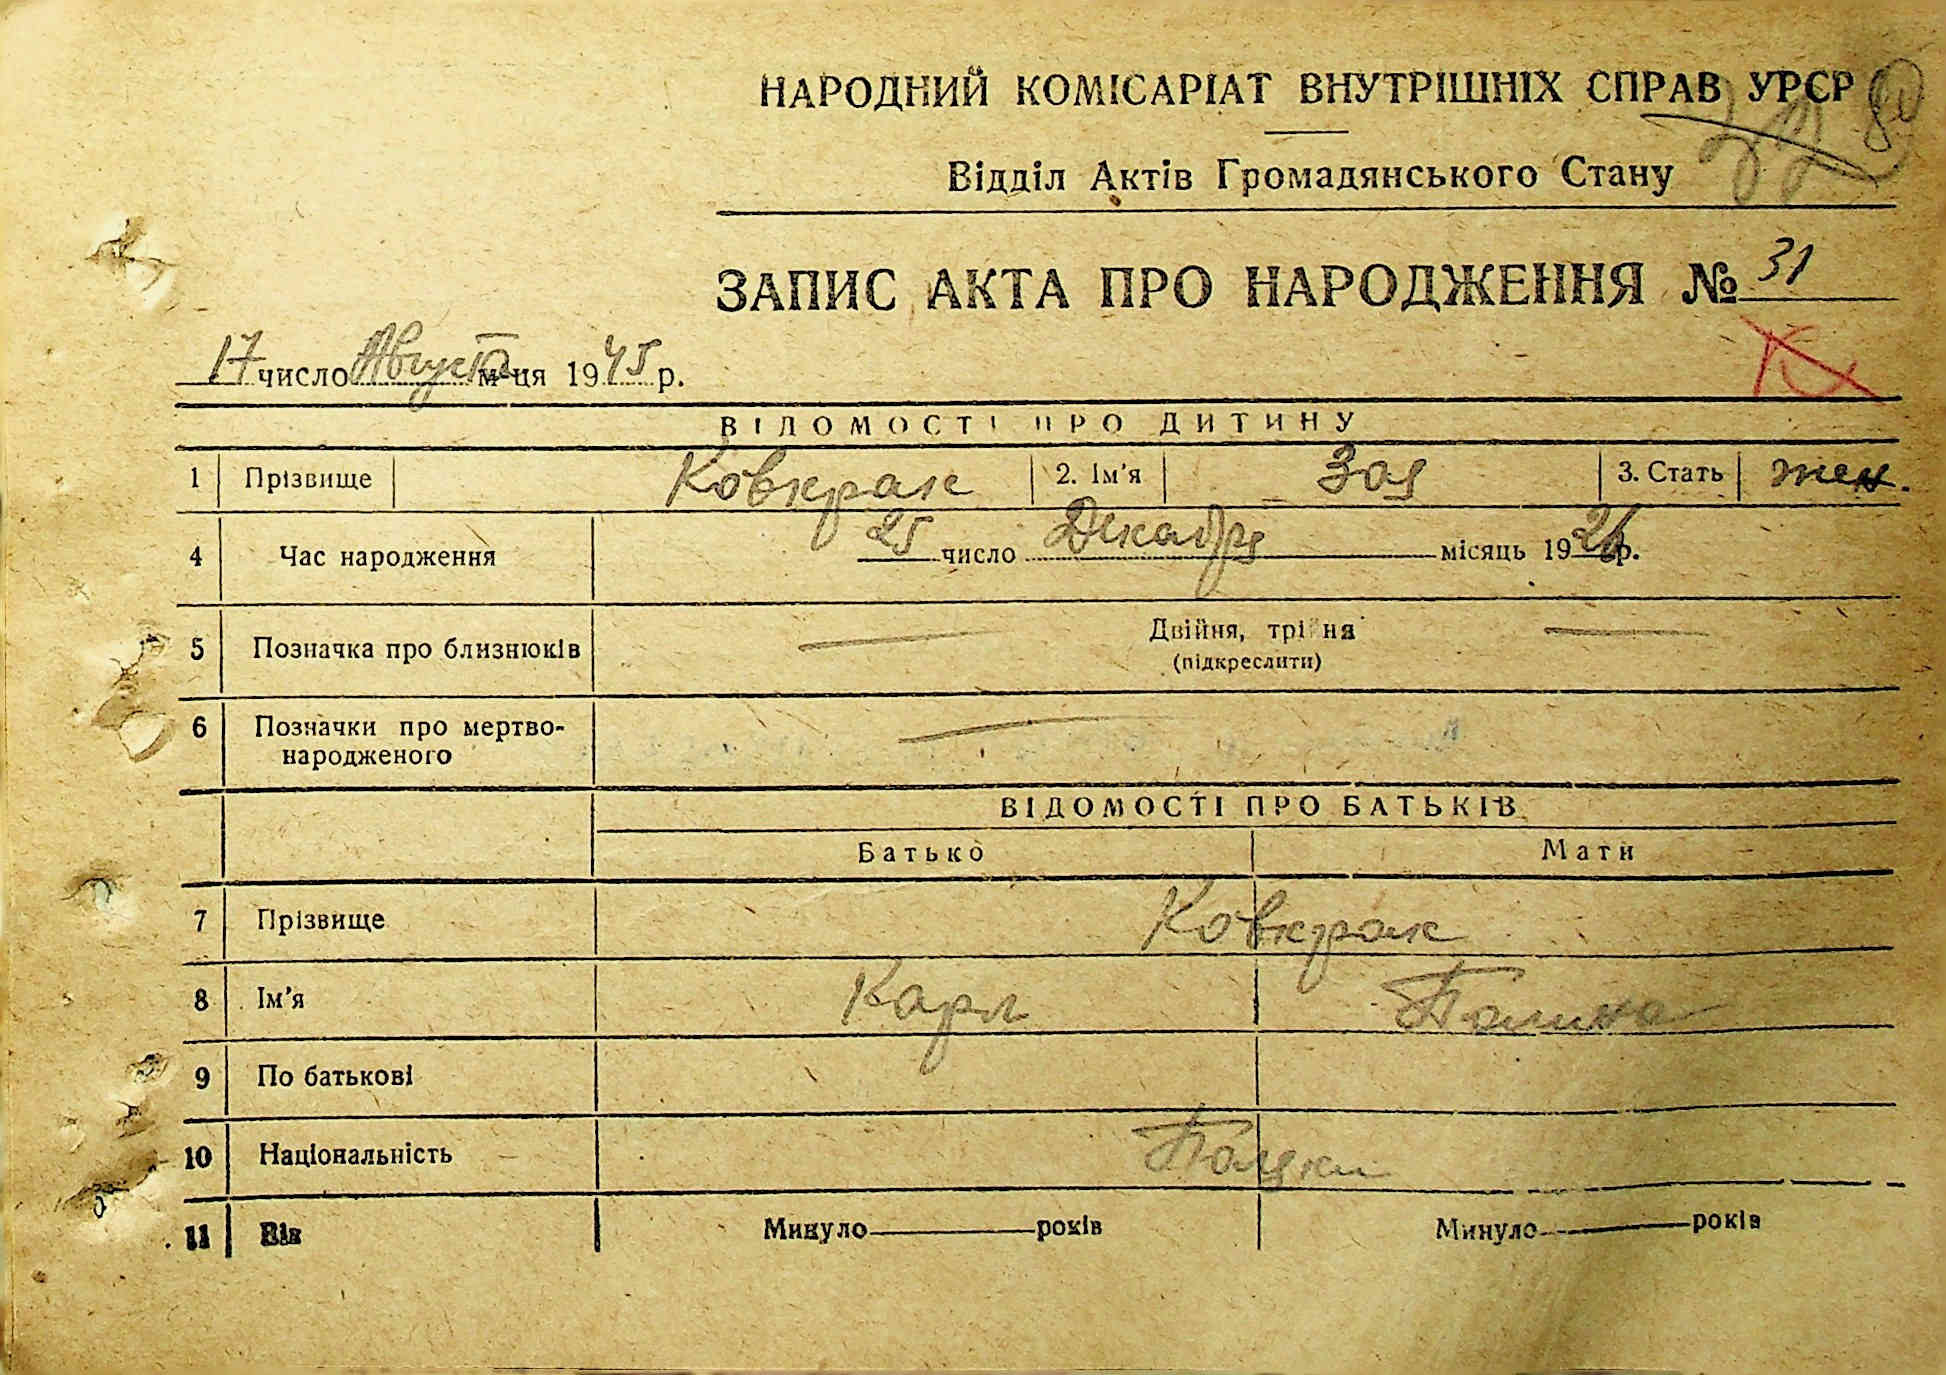 НАРОДНИЙ КОМІСАРІАТ ВНУТРІШНІХ СПРАВ УРСР
Відділ Актів Громадянського Стану
ЗАПИС АКТА ПРО НАРОДЖЕННЯ № 31
17 число Августа м-ця 1945 р.
ВІДОМОСТІ ПРО ДИТИНУ
1 Прізвище Ковкрак 2. Ім'я Зоя 3. Стать жен.
4 Час народження 25 число Декабря місяць 1926 р.
5 Позначка про близнюків Двійня, трійня
(підкреслити)
6 Позначки про мертво-
народженого
ВІДОМОСТІ ПРО БАТЬКІВ
Батько Мати
7 Прізвище Ковкрак
8 Ім'я Карл Полина
9 По батькові
10 Національність Поляки
11 Вік Минуло років Минуло років